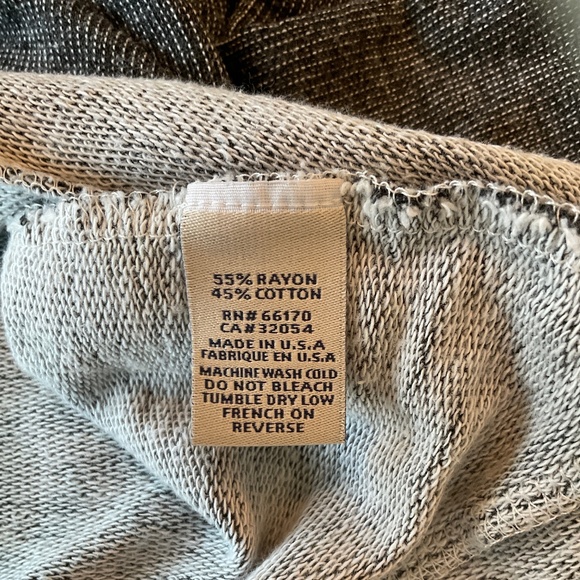 55% RAYON
45% COTTON
RN# 66170
CA# 32054
MADE IN U.S.A
FABRIQUE EN U.S.A
MACHINE WASH COLD
DO NOT BLEACH
TUMBLE DRY LOW
FRENCH ON
REVERSE